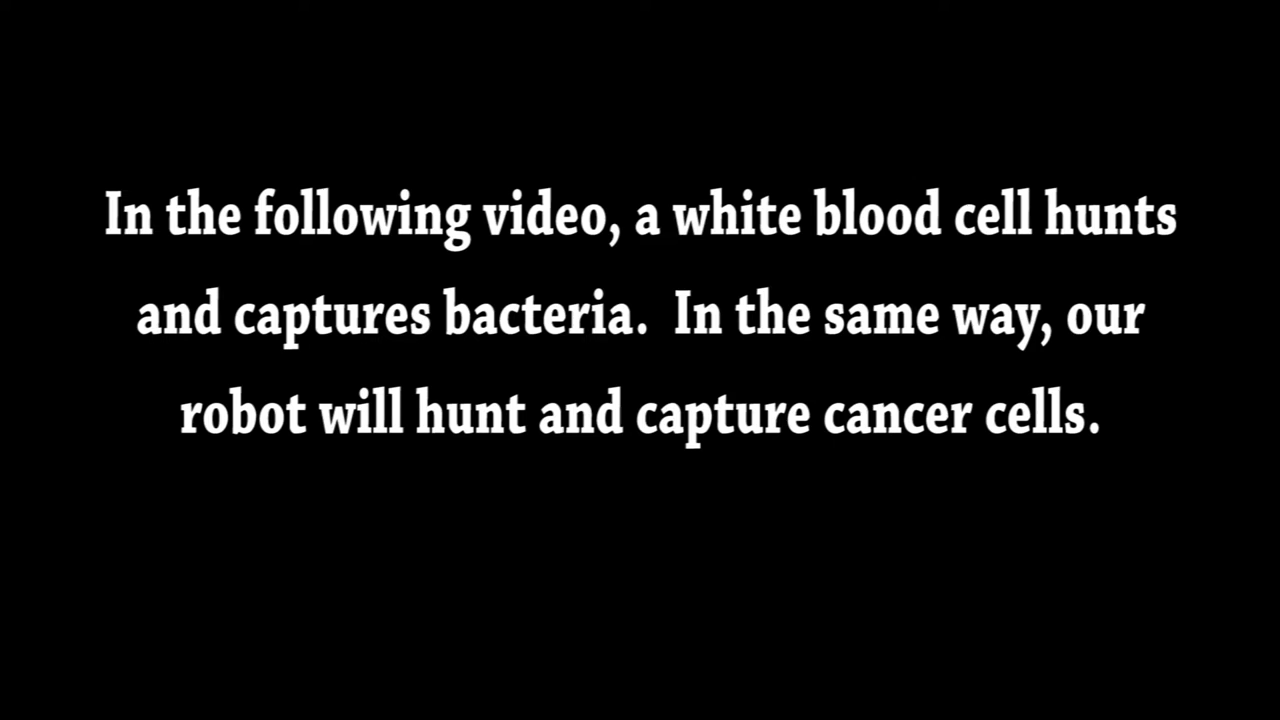 In the following video, a white blood cell hunts
and captures bacteria.  In the same way, our
robot will hunt and capture cancer cells.